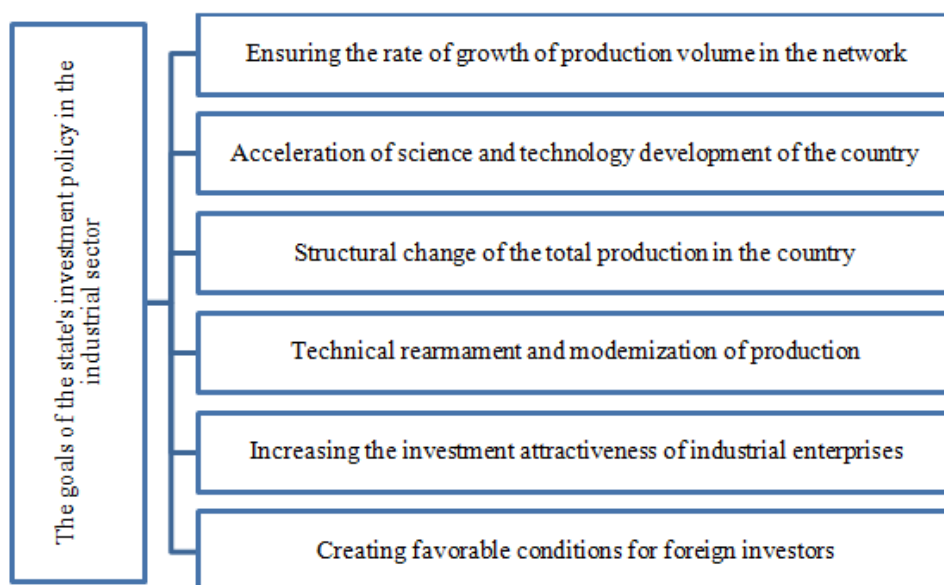 The goals of the state's investment policy in the
industrial sector
Ensuring the rate of growth of production volume in the network
Acceleration of science and technology development of the country
Structural change of the total production in the country
Technical rearmament and modernization of production
Increasing the investment attractiveness of industrial enterprises
Creating favorable conditions for foreign investors